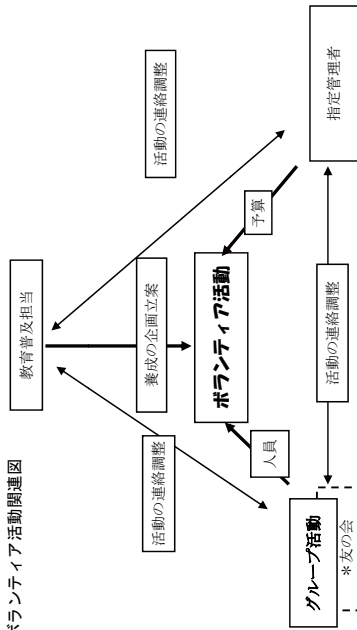 ボランティア活動関連図
教育普及担当
活動の連絡調整
養成の企画立案
活動の連絡調整
ボランティア活動
人員
予算
グループ活動
*友の会
活動の連絡調整
指定管理者